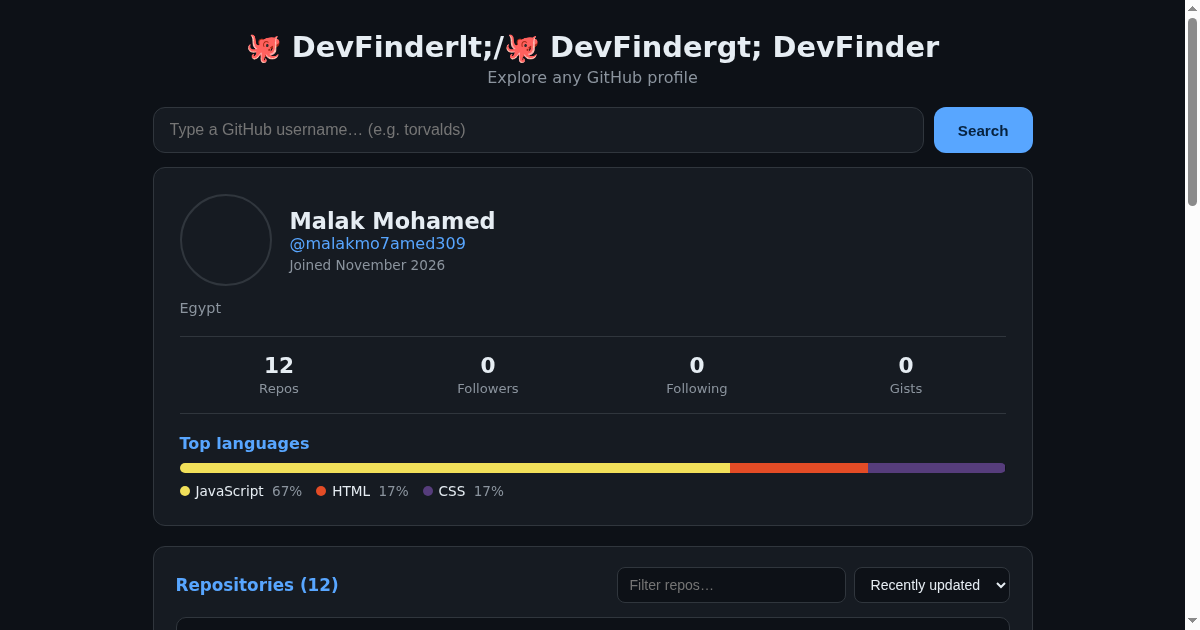 🐙 DevFinderlt;/🐙 DevFindergt; DevFinder
Explore any GitHub profile
Type a GitHub username… (e.g. torvalds)
Search
Malak Mohamed
@malakmo7amed309
Joined November 2026
Egypt
12 0 0 0
Repos Followers Following Gists
Top languages
JavaScript 67% HTML 17% CSS 17%
Repositories (12) Filter repos… Recently updated